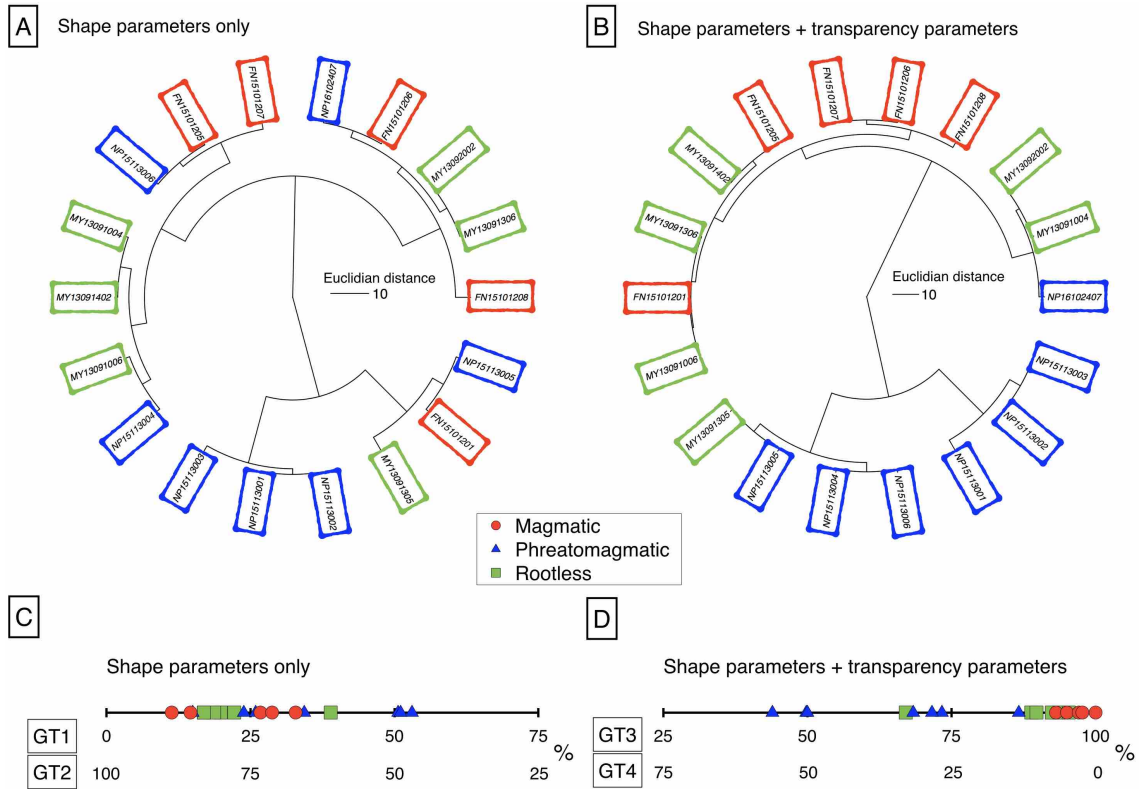 A
Shape parameters only
FN15101207
NP16102407
FN15101206
FN15101205
MY13092002
NP15113006
MY13091306
MY13091004
Euclidian distance
10
MY13091402
FN15101208
MY13091006
NP15113005
NP15113004
FN15101201
NP15113003
NP15113001
NP15113002
MY13091305
B
Shape parameters + transparency parameters
FN15101207
FN15101206
FN15101205
FN15101208
MY13091402
MY13092002
MY13091306
MY13091004
Euclidian distance
10
FN15101201
NP16102407
MY13091006
NP15113003
MY13091305
NP15113002
NP15113005
NP15113004
NP15113006
NP15113001
Magmatic
Phreatomagmatic
Rootless
C
Shape parameters only
GT1
0 25 50 75
%
GT2
100 75 50 25
D
Shape parameters + transparency parameters
GT3
25 50 75 100
%
GT4
75 50 25 0